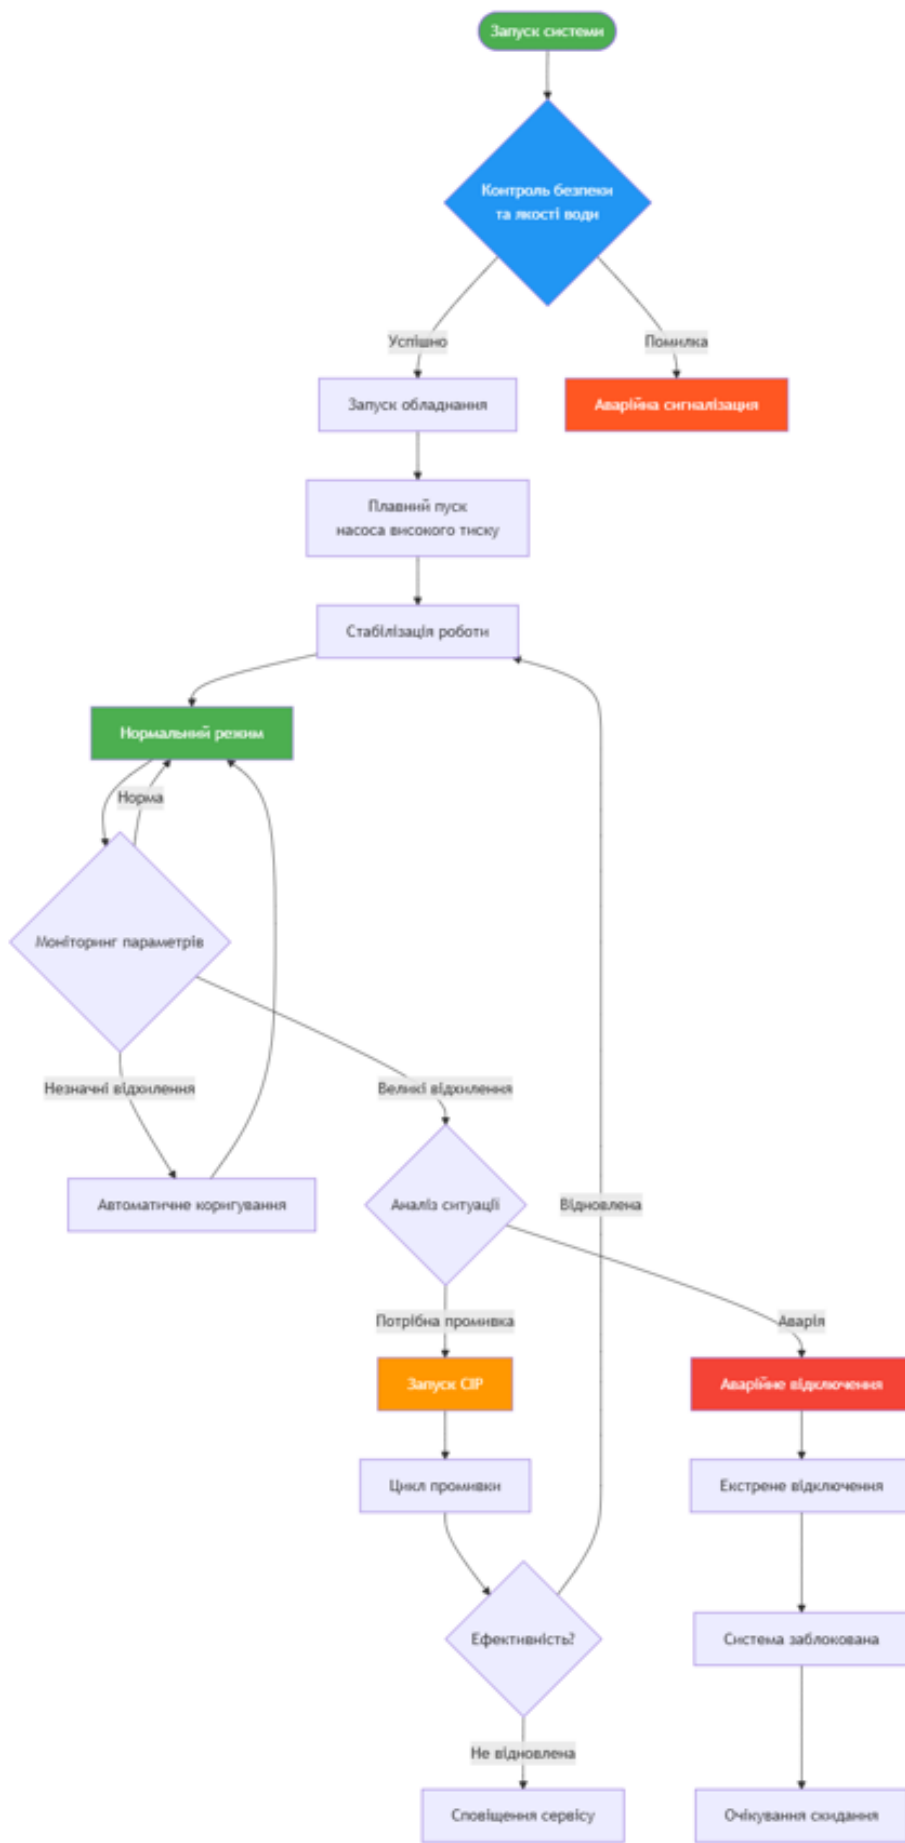 Запуск системи
Контроль безпеки
та якості води
Успішно
Помилка
Запуск обладнання
Аварійна сигналізація
Плавний пуск
насоса високого тиску
Стабілізація роботи
Нормальний режим
Норма
Моніторинг параметрів
Незначні відхилення
Великі відхилення
Автоматичне коригування
Аналіз ситуації
Відновлена
Потрібна промивка
Аварія
Запуск CIP
Аварійне відключення
Цикл промивки
Екстрене відключення
Ефективність?
Система заблокована
Не відновлена
Сповіщення сервісу
Очікування скидання